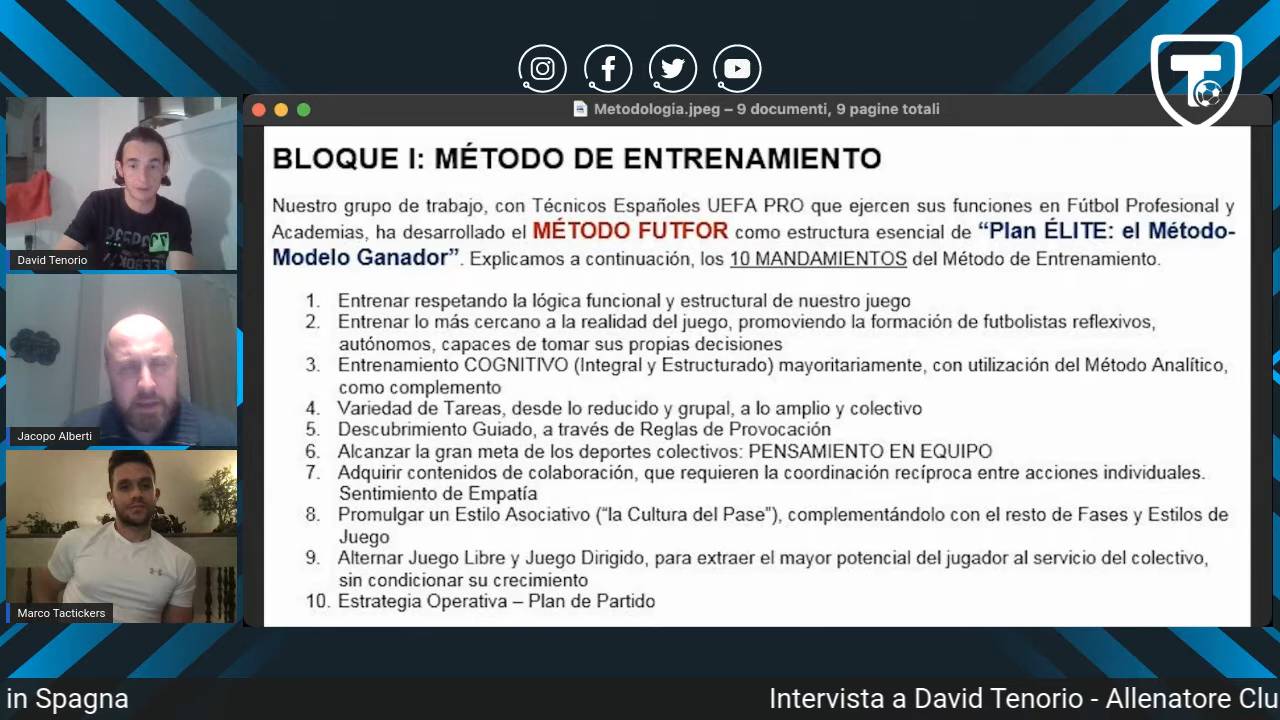 Metodologia.jpeg – 9 documenti, 9 pagine totali
BLOQUE I: MÉTODO DE ENTRENAMIENTO
Nuestro grupo de trabajo, con Técnicos Españoles UEFA PRO que ejercen sus funciones en Fútbol Profesional y
Academias, ha desarrollado el MÉTODO FUTFOR como estructura esencial de “Plan ÉLITE: el Método-
Modelo Ganador”. Explicamos a continuación, los 10 MANDAMIENTOS del Método de Entrenamiento.
1. Entrenar respetando la lógica funcional y estructural de nuestro juego
2. Entrenar lo más cercano a la realidad del juego, promoviendo la formación de futbolistas reflexivos,
autónomos, capaces de tomar sus propias decisiones
3. Entrenamiento COGNITIVO (Integral y Estructurado) mayoritariamente, con utilización del Método Analítico,
como complemento
4. Variedad de Tareas, desde lo reducido y grupal, a lo amplio y colectivo
5. Descubrimiento Guiado, a través de Reglas de Provocación
6. Alcanzar la gran meta de los deportes colectivos: PENSAMIENTO EN EQUIPO
7. Adquirir contenidos de colaboración, que requieren la coordinación recíproca entre acciones individuales.
Sentimiento de Empatía
8. Promulgar un Estilo Asociativo (“la Cultura del Pase”), complementándolo con el resto de Fases y Estilos de
Juego
9. Alternar Juego Libre y Juego Dirigido, para extraer el mayor potencial del jugador al servicio del colectivo,
sin condicionar su crecimiento
10. Estrategia Operativa – Plan de Partido
David Tenorio
Jacopo Alberti
Marco Tactickers
in Spagna
Intervista a David Tenorio - Allenatore Clu